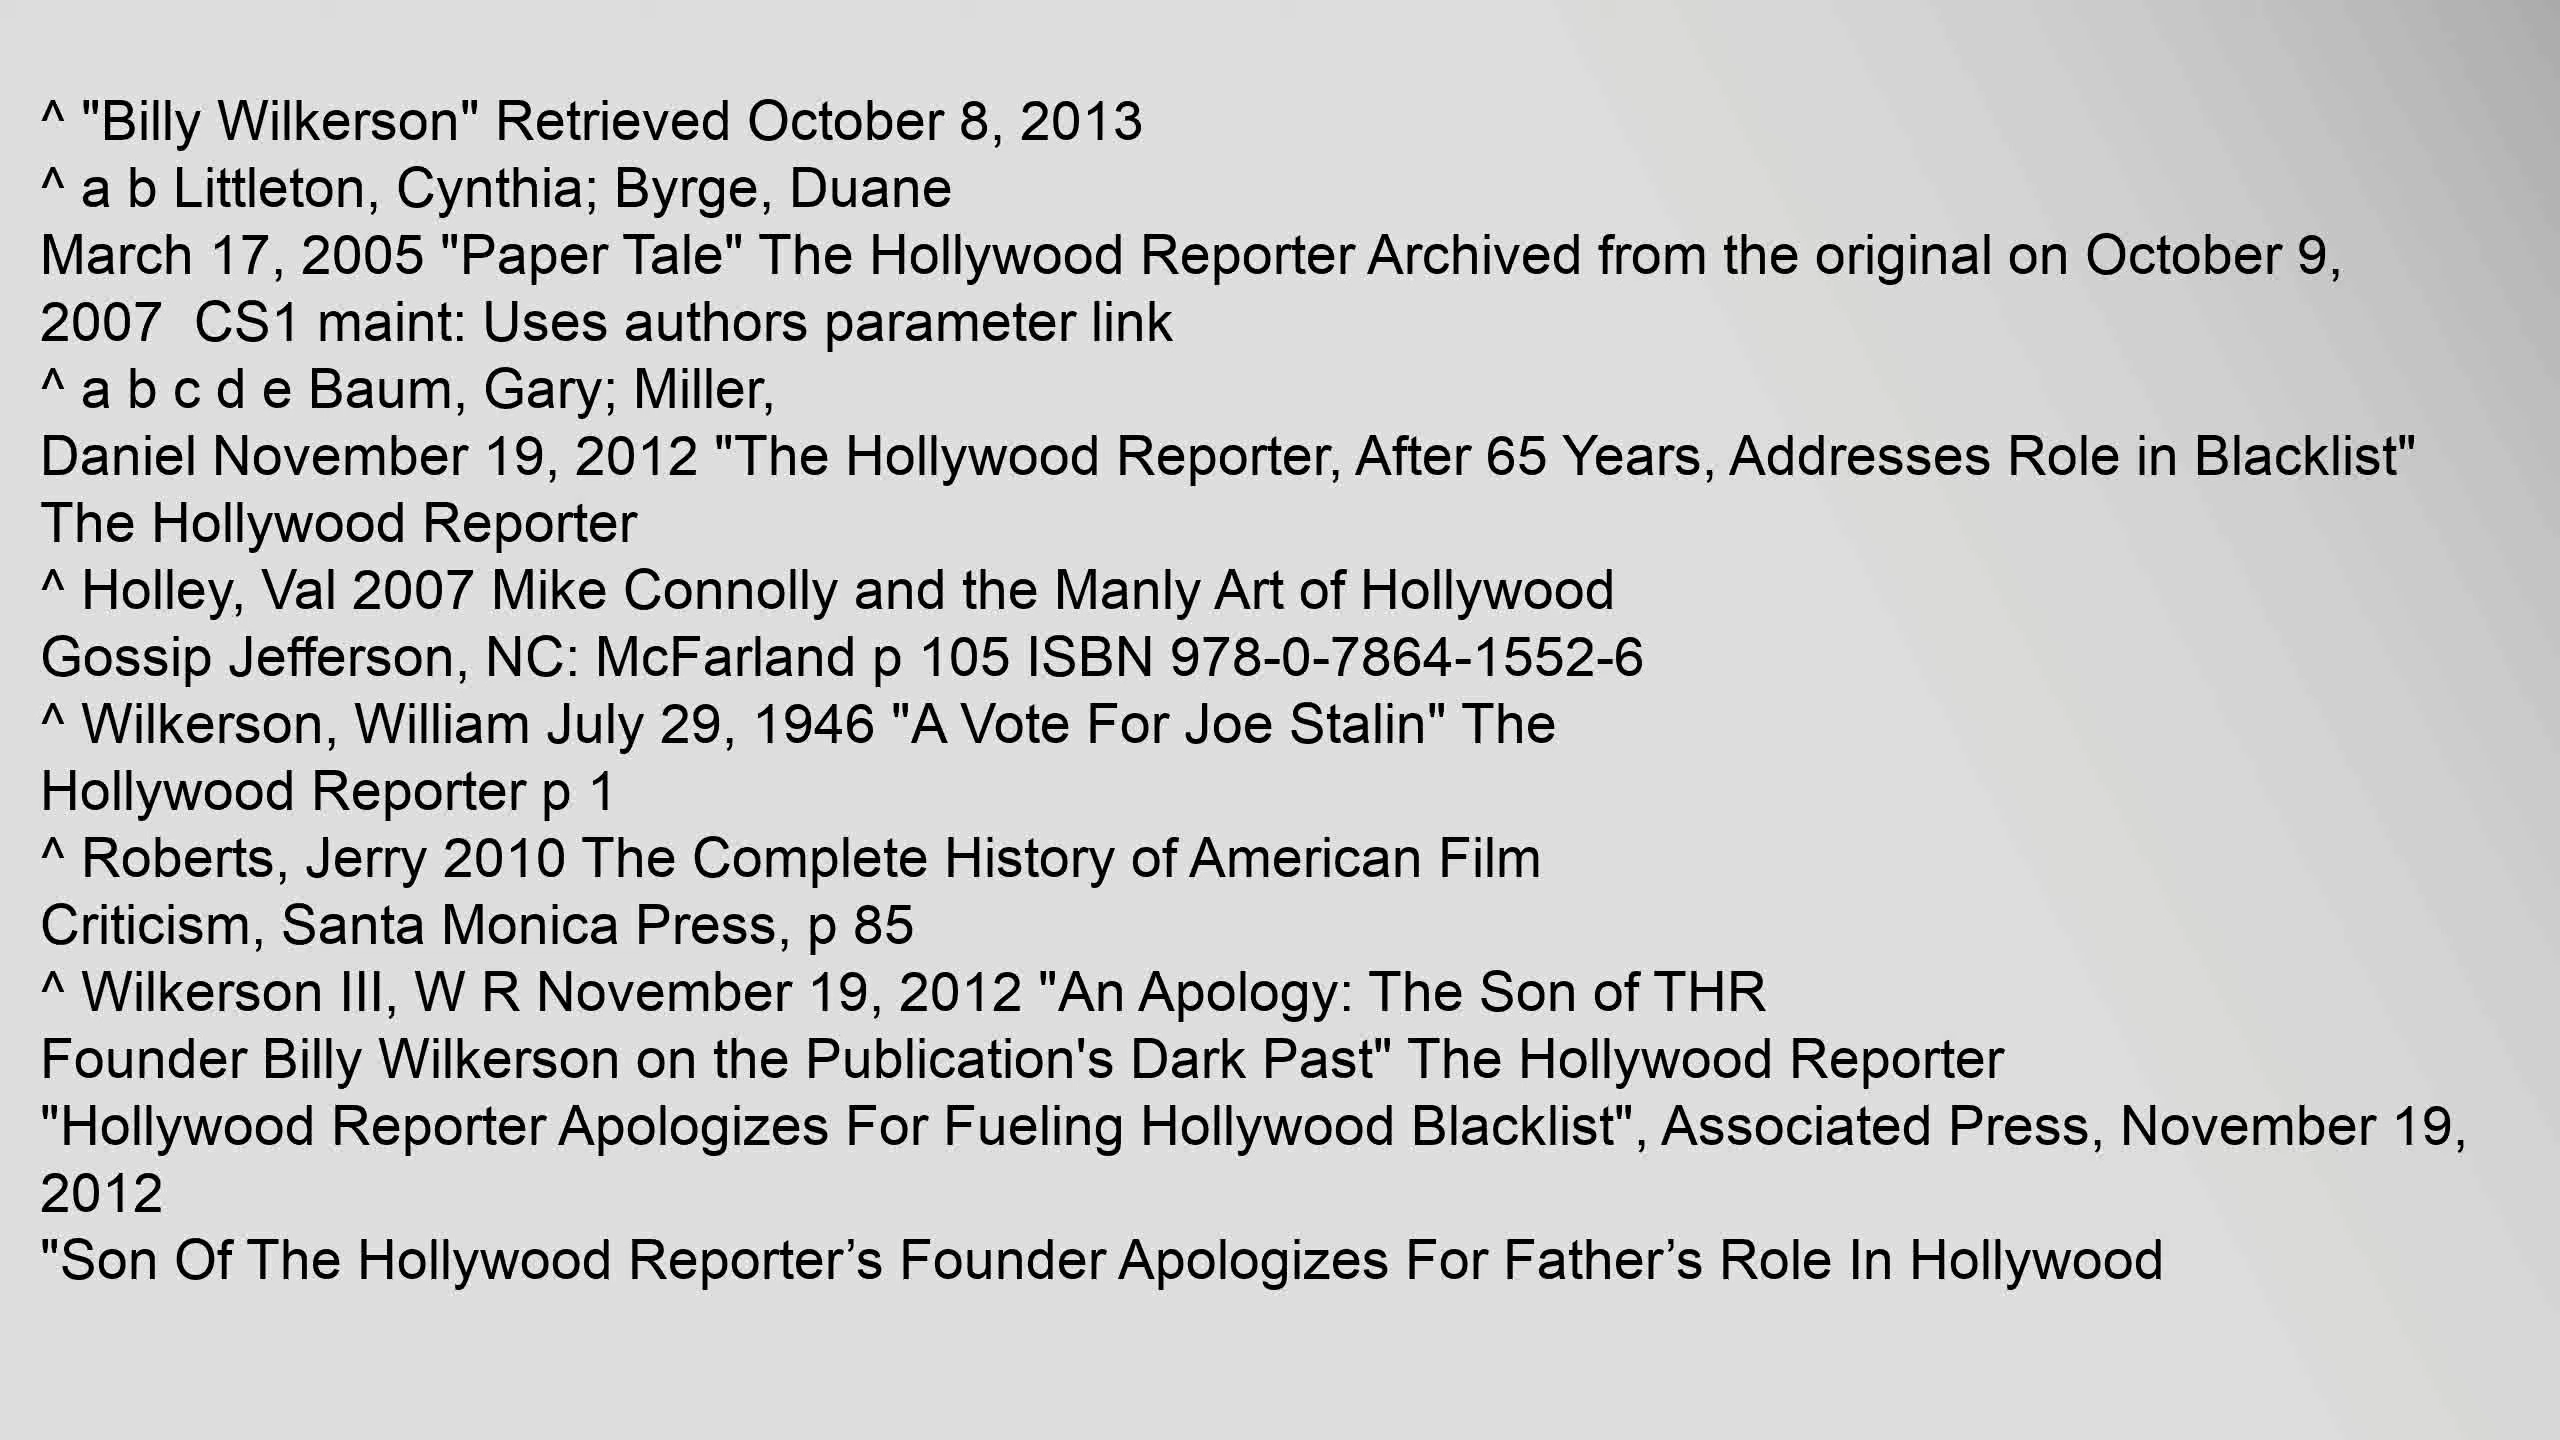 ^ "Billy Wilkerson" Retrieved October 8, 2013
^ a b Littleton, Cynthia; Byrge, Duane
March 17, 2005 "Paper Tale" The Hollywood Reporter Archived from the original on October 9,
2007  CS1 maint: Uses authors parameter link
^ a b c d e Baum, Gary; Miller,
Daniel November 19, 2012 "The Hollywood Reporter, After 65 Years, Addresses Role in Blacklist"
The Hollywood Reporter
^ Holley, Val 2007 Mike Connolly and the Manly Art of Hollywood
Gossip Jefferson, NC: McFarland p 105 ISBN 978-0-7864-1552-6
^ Wilkerson, William July 29, 1946 "A Vote For Joe Stalin" The
Hollywood Reporter p 1
^ Roberts, Jerry 2010 The Complete History of American Film
Criticism, Santa Monica Press, p 85
^ Wilkerson III, W R November 19, 2012 "An Apology: The Son of THR
Founder Billy Wilkerson on the Publication's Dark Past" The Hollywood Reporter
"Hollywood Reporter Apologizes For Fueling Hollywood Blacklist", Associated Press, November 19,
2012
"Son Of The Hollywood Reporter’s Founder Apologizes For Father’s Role In Hollywood